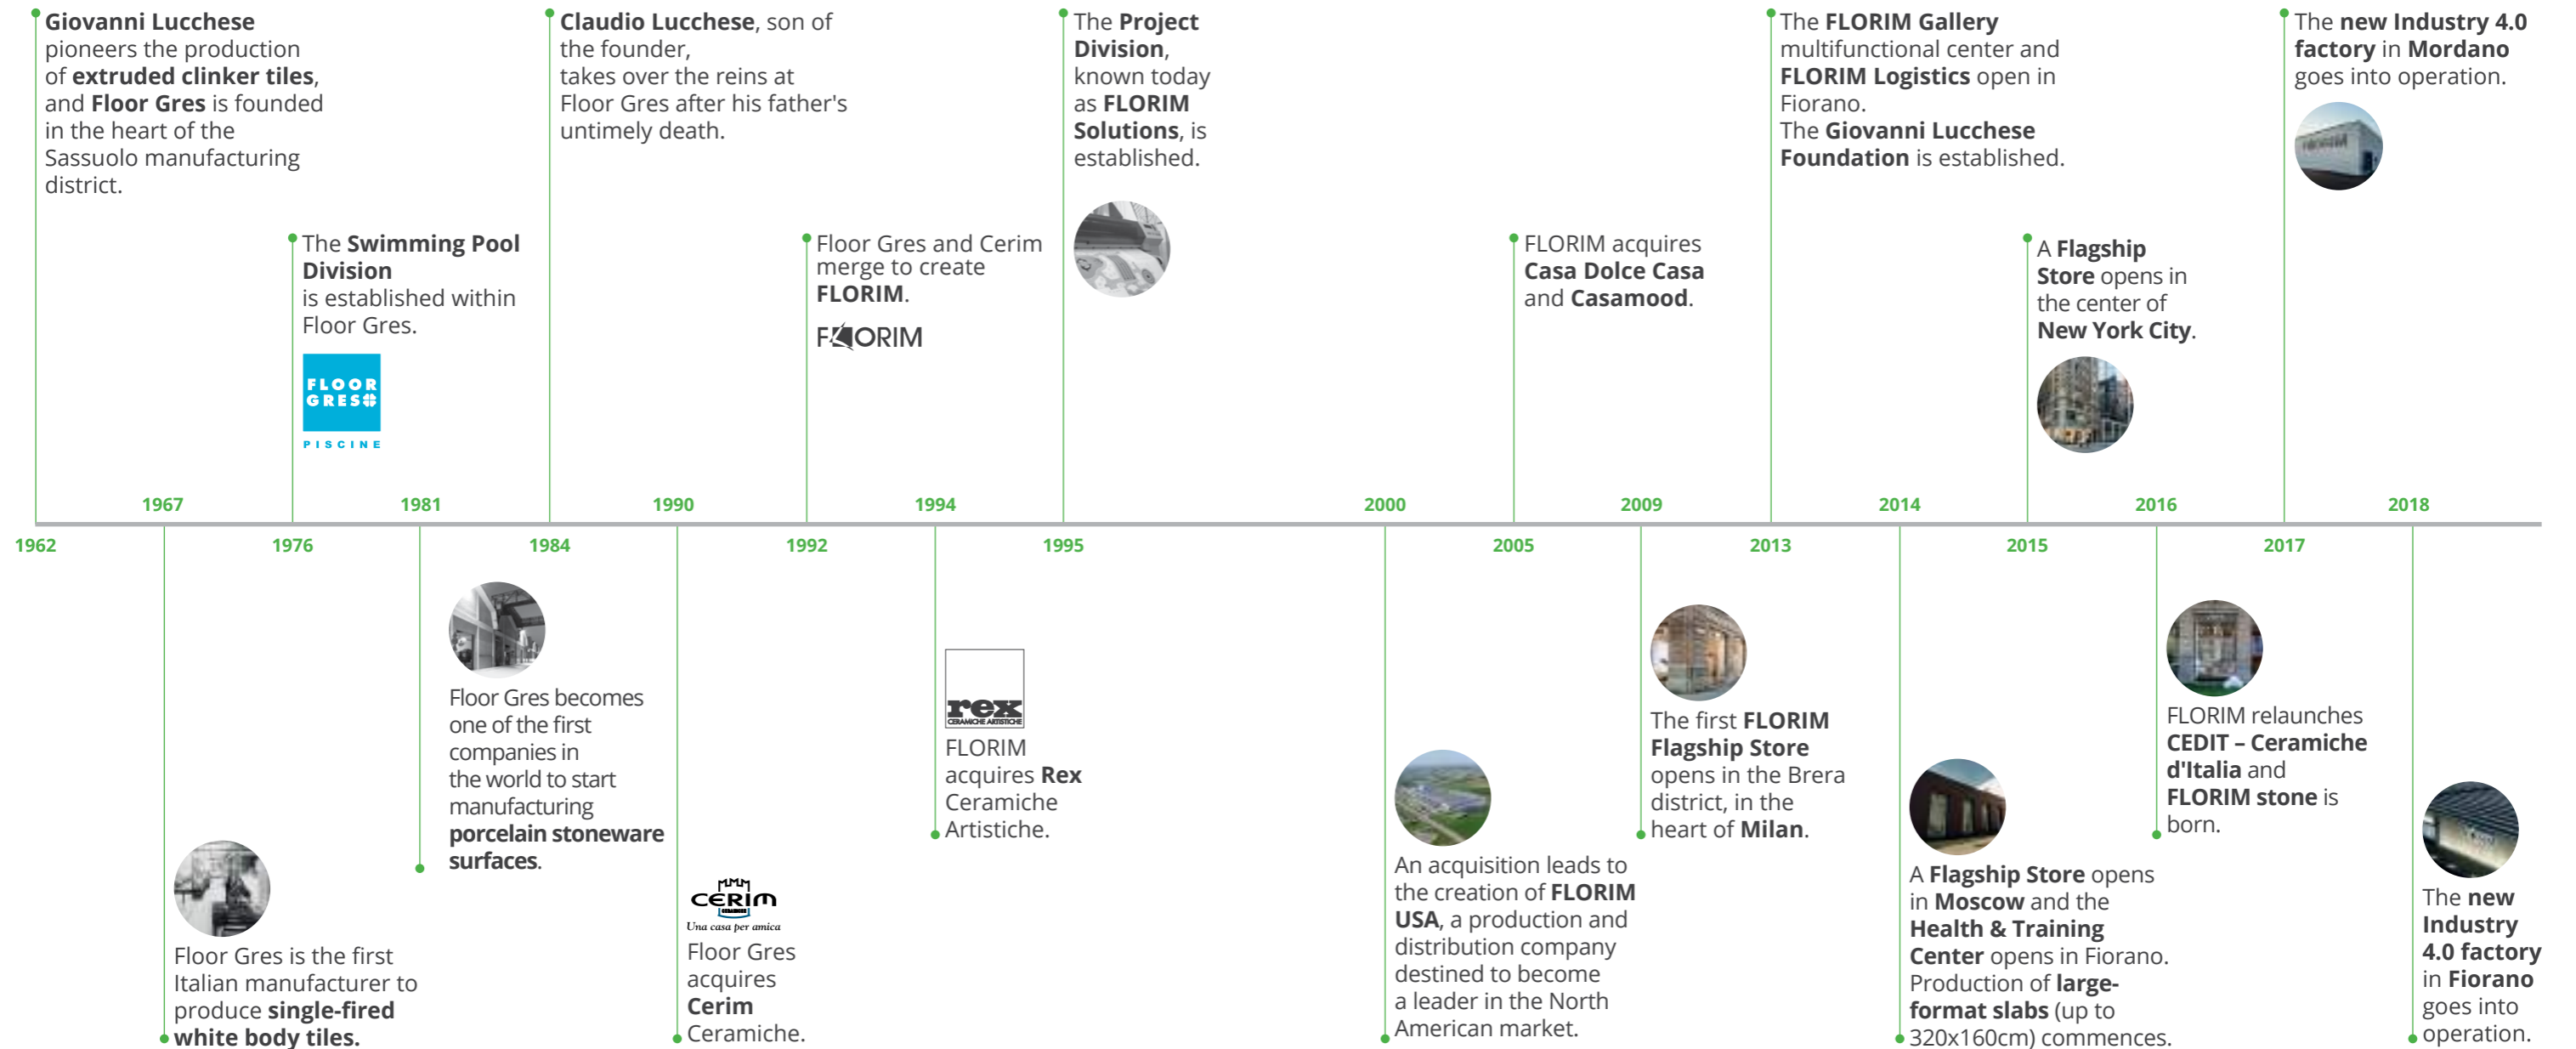 Giovanni Lucchese
pioneers the production
of extruded clinker tiles,
and Floor Gres is founded
in the heart of the
Sassuolo manufacturing
district.
Claudio Lucchese, son of
the founder,
takes over the reins at
Floor Gres after his father's
untimely death.
The Project
Division,
known today
as FLORIM
Solutions, is
established.
The FLORIM Gallery
multifunctional center and
FLORIM Logistics open in
Fiorano.
The Giovanni Lucchese
Foundation is established.
The new Industry 4.0
factory in Mordano
goes into operation.
FLORIM
The Swimming Pool
Division
is established within
Floor Gres.
FLOOR
GRES
PISCINE
Floor Gres and Cerim
merge to create
FLORIM.
FLORIM
FLORIM acquires
Casa Dolce Casa
and Casamood.
A Flagship
Store opens in
the center of
New York City.
1967
1981
1990
1994
2000
2009
2014
2016
2018
1962
1976
1984
1992
1995
2005
2013
2015
2017
Floor Gres is the first
Italian manufacturer to
produce single-fired
white body tiles.
Floor Gres becomes
one of the first
companies in
the world to start
manufacturing
porcelain stoneware
surfaces.
CERIM
Una casa per amica
Floor Gres
acquires
Cerim
Ceramiche.
rex
CERAMICHE ARTISTICHE
FLORIM
acquires Rex
Ceramiche
Artistiche.
An acquisition leads to
the creation of FLORIM
USA, a production and
distribution company
destined to become
a leader in the North
American market.
The first FLORIM
Flagship Store
opens in the Brera
district, in the
heart of Milan.
A Flagship Store opens
in Moscow and the
Health & Training
Center opens in Fiorano.
Production of large-
format slabs (up to
320x160cm) commences.
FLORIM relaunches
CEDIT – Ceramiche
d'Italia and
FLORIM stone is
born.
The new
Industry
4.0 factory
in Fiorano
goes into
operation.